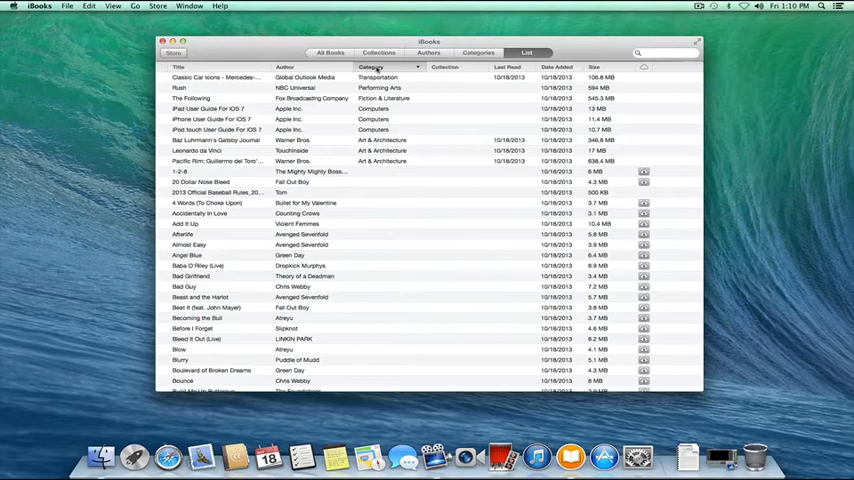 iBooks File Edit View Go Store Window Help Fri 1:10 PM
iBooks
Store All Books Collections Authors Categories List
Title Author Category Collection Last Read Date Added Size
Classic Car Icons - Mercedes-... Global Outlook Media Transportation 10/18/2013 10/18/2013 106.8 MB
Rush NBC Universal Performing Arts 10/18/2013 594 MB
The Following Fox Broadcasting Company Fiction & Literature 10/18/2013 545.3 MB
iPad User Guide For iOS 7 Apple Inc. Computers 10/18/2013 13 MB
iPhone User Guide For iOS 7 Apple Inc. Computers 10/18/2013 11.4 MB
iPod touch User Guide For iOS 7 Apple Inc. Computers 10/18/2013 10.7 MB
Baz Luhrmann's Gatsby Journal Warner Bros. Art & Architecture 10/18/2013 10/18/2013 346.8 MB
Leonardo da Vinci TouchInside Art & Architecture 10/18/2013 10/18/2013 17 MB
Pacific Rim: Guillermo del Toro'... Warner Bros. Art & Architecture 10/18/2013 10/18/2013 638.4 MB
1-2-8 The Mighty Mighty Boss... 10/18/2013 6 MB
20 Dollar Nose Bleed Fall Out Boy 10/18/2013 4.3 MB
2013 Official Baseball Rules_20... Tom 10/18/2013 500 KB
4 Words (To Choke Upon) Bullet for My Valentine 10/18/2013 3.7 MB
Accidentally In Love Counting Crows 10/18/2013 3.1 MB
Add It Up Violent Femmes 10/18/2013 10.4 MB
Afterlife Avenged Sevenfold 10/18/2013 5.8 MB
Almost Easy Avenged Sevenfold 10/18/2013 3.9 MB
Angel Blue Green Day 10/18/2013 6.4 MB
Baba O'Riley (Live) Dropkick Murphys 10/18/2013 8.9 MB
Bad Girlfriend Theory of a Deadman 10/18/2013 4.1 MB
Bad Guy Chris Webby 10/18/2013 7.2 MB
Beast and the Harlot Avenged Sevenfold 10/18/2013 5.7 MB
Beat It (feat. John Mayer) Fall Out Boy 10/18/2013 3.7 MB
Becoming the Bull Atreyu 10/18/2013 3.7 MB
Before I Forget Slipknot 10/18/2013 4.6 MB
Bleed It Out (Live) LINKIN PARK 10/18/2013 8.2 MB
Blow Atreyu 10/18/2013 4.1 MB
Blurry Puddle of Mudd 10/18/2013 5.1 MB
Boulevard of Broken Dreams Green Day 10/18/2013 4.3 MB
Bounce Chris Webby 10/18/2013 8 MB
18